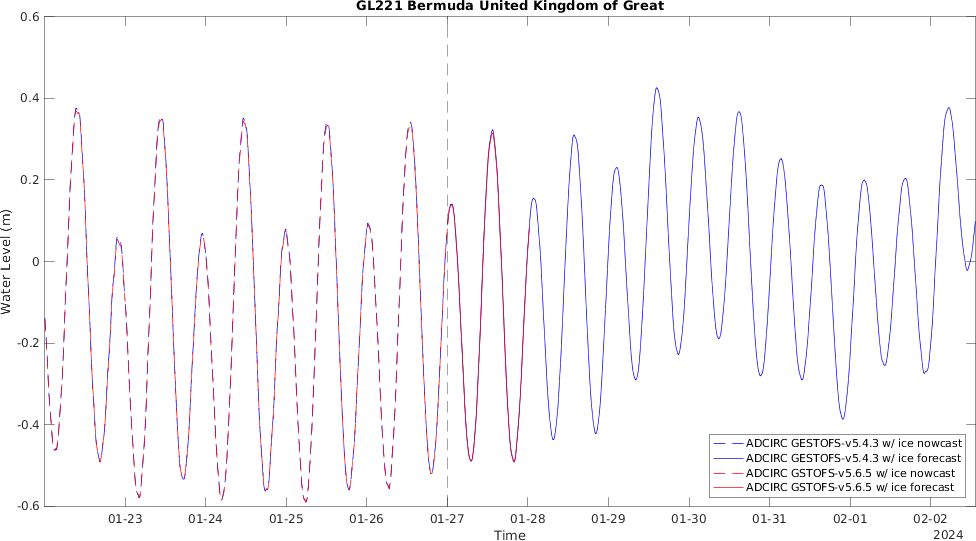 GL221 Bermuda United Kingdom of Great
0.6
0.4
0.2
0
-0.2
-0.4
-0.6
Water Level (m)
01-23 01-24 01-25 01-26 01-27 01-28 01-29 01-30 01-31 02-01 02-02
2024
Time
ADCIRC GESTOFS-v5.4.3 w/ ice nowcast
ADCIRC GESTOFS-v5.4.3 w/ ice forecast
ADCIRC GSTOFS-v5.6.5 w/ ice nowcast
ADCIRC GSTOFS-v5.6.5 w/ ice forecast